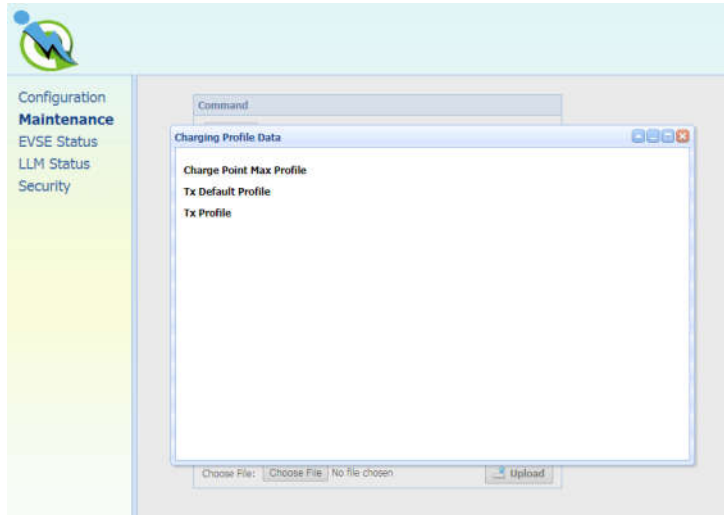 Configuration
Maintenance
EVSE Status
LLM Status
Security
Command
Charging Profile Data
Charge Point Max Profile
Tx Default Profile
Tx Profile
Choose File: Choose File No file chosen Upload